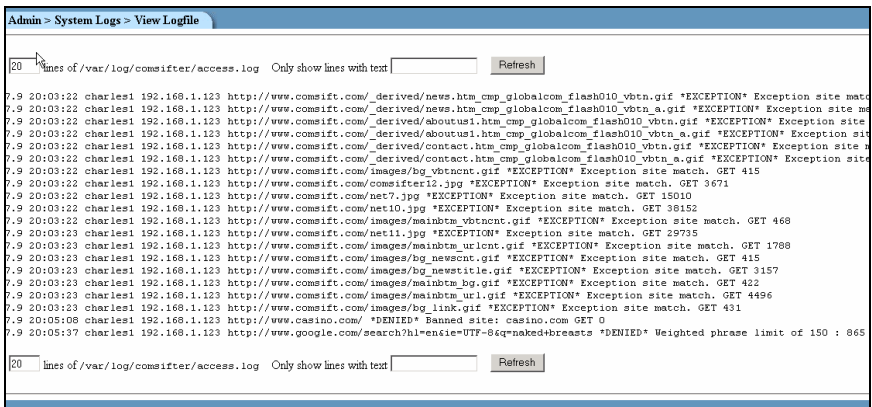 Admin > System Logs > View Logfile
20 lines of /var/log/comsifter/access.log Only show lines with text Refresh
7.9 20:03:22 charles1 192.168.1.123 http://www.comsift.com/_derived/news.htm_cmp_globalcom_flash010_vbtn.gif *EXCEPTION* Exception site matc
7.9 20:03:22 charles1 192.168.1.123 http://www.comsift.com/_derived/news.htm_cmp_globalcom_flash010_vbtn_a.gif *EXCEPTION* Exception site me
7.9 20:03:22 charles1 192.168.1.123 http://www.comsift.com/_derived/aboutus1.htm_cmp_globalcom_flash010_vbtn.gif *EXCEPTION* Exception site
7.9 20:03:22 charles1 192.168.1.123 http://www.comsift.com/_derived/aboutus1.htm_cmp_globalcom_flash010_vbtn_a.gif *EXCEPTION* Exception sit
7.9 20:03:22 charles1 192.168.1.123 http://www.comsift.com/_derived/contact.htm_cmp_globalcom_flash010_vbtn.gif *EXCEPTION* Exception site m
7.9 20:03:22 charles1 192.168.1.123 http://www.comsift.com/_derived/contact.htm_cmp_globalcom_flash010_vbtn_a.gif *EXCEPTION* Exception site
7.9 20:03:22 charles1 192.168.1.123 http://www.comsift.com/images/bg_vbtncnt.gif *EXCEPTION* Exception site match. GET 415
7.9 20:03:22 charles1 192.168.1.123 http://www.comsift.com/comsifter12.jpg *EXCEPTION* Exception site match. GET 3671
7.9 20:03:22 charles1 192.168.1.123 http://www.comsift.com/net7.jpg *EXCEPTION* Exception site match. GET 15010
7.9 20:03:22 charles1 192.168.1.123 http://www.comsift.com/net10.jpg *EXCEPTION* Exception site match. GET 38152
7.9 20:03:22 charles1 192.168.1.123 http://www.comsift.com/images/mainbtm_vbtncnt.gif *EXCEPTION* Exception site match. GET 468
7.9 20:03:23 charles1 192.168.1.123 http://www.comsift.com/net11.jpg *EXCEPTION* Exception site match. GET 29735
7.9 20:03:23 charles1 192.168.1.123 http://www.comsift.com/images/mainbtm_urlcnt.gif *EXCEPTION* Exception site match. GET 1788
7.9 20:03:23 charles1 192.168.1.123 http://www.comsift.com/images/bg_newscnt.gif *EXCEPTION* Exception site match. GET 415
7.9 20:03:23 charles1 192.168.1.123 http://www.comsift.com/images/bg_newstitle.gif *EXCEPTION* Exception site match. GET 3157
7.9 20:03:23 charles1 192.168.1.123 http://www.comsift.com/images/mainbtm_bg.gif *EXCEPTION* Exception site match. GET 422
7.9 20:03:23 charles1 192.168.1.123 http://www.comsift.com/images/mainbtm_url.gif *EXCEPTION* Exception site match. GET 4496
7.9 20:03:23 charles1 192.168.1.123 http://www.comsift.com/images/bg_link.gif *EXCEPTION* Exception site match. GET 431
7.9 20:05:08 charles1 192.168.1.123 http://www.casino.com/ *DENIED* Banned site: casino.com GET 0
7.9 20:05:37 charles1 192.168.1.123 http://www.google.com/search?hl=en&ie=UTF-8&q=naked+breasts *DENIED* Weighted phrase limit of 150 : 865
20 lines of /var/log/comsifter/access.log Only show lines with text Refresh